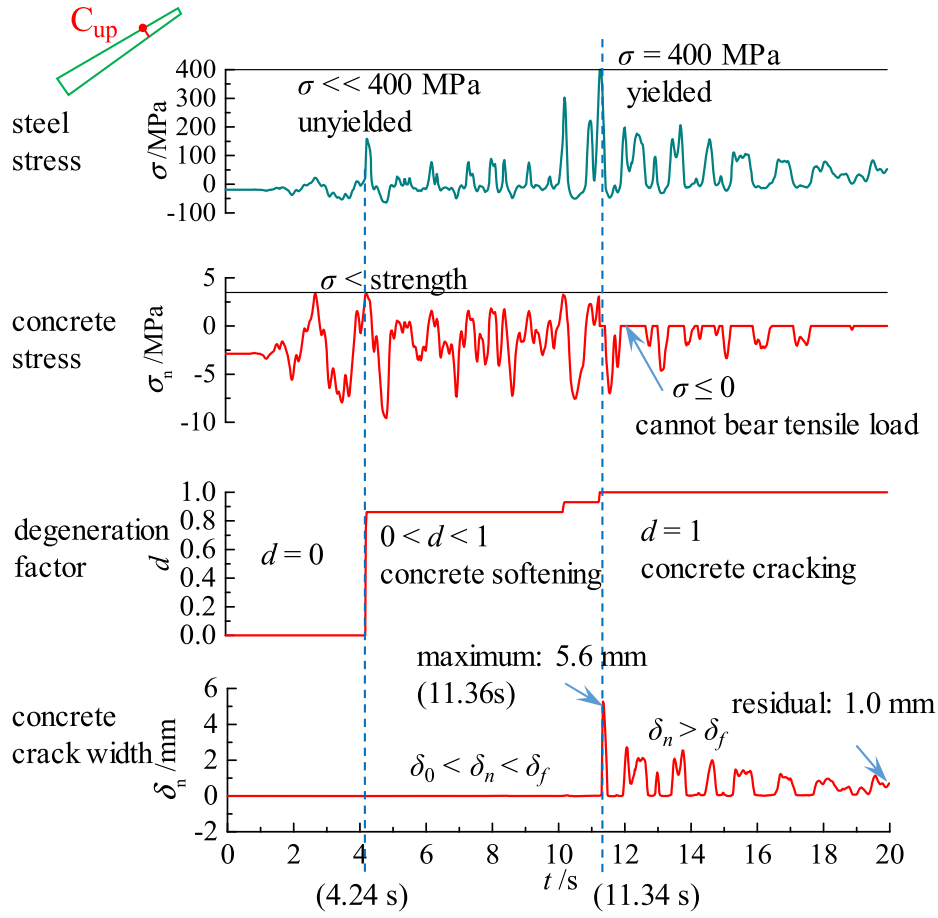 C_up
steel
stress
σ/MPa
400
300
200
100
0
-100
σ << 400 MPa
unyielded
σ = 400 MPa
yielded
concrete
stress
σ_n /MPa
5
0
-5
-10
σ < strength
σ ≤ 0
cannot bear tensile load
degeneration
factor
d
1.0
0.8
0.6
0.4
0.2
0.0
d = 0
0 < d < 1
concrete softening
d = 1
concrete cracking
concrete
crack width
δ_n /mm
6
4
2
0
-2
maximum: 5.6 mm
(11.36s)
residual: 1.0 mm
δ_0 < δ_n < δ_f
δ_n > δ_f
0 2 4 6 8 10 12 14 16 18 20
t /s
(4.24 s)
(11.34 s)